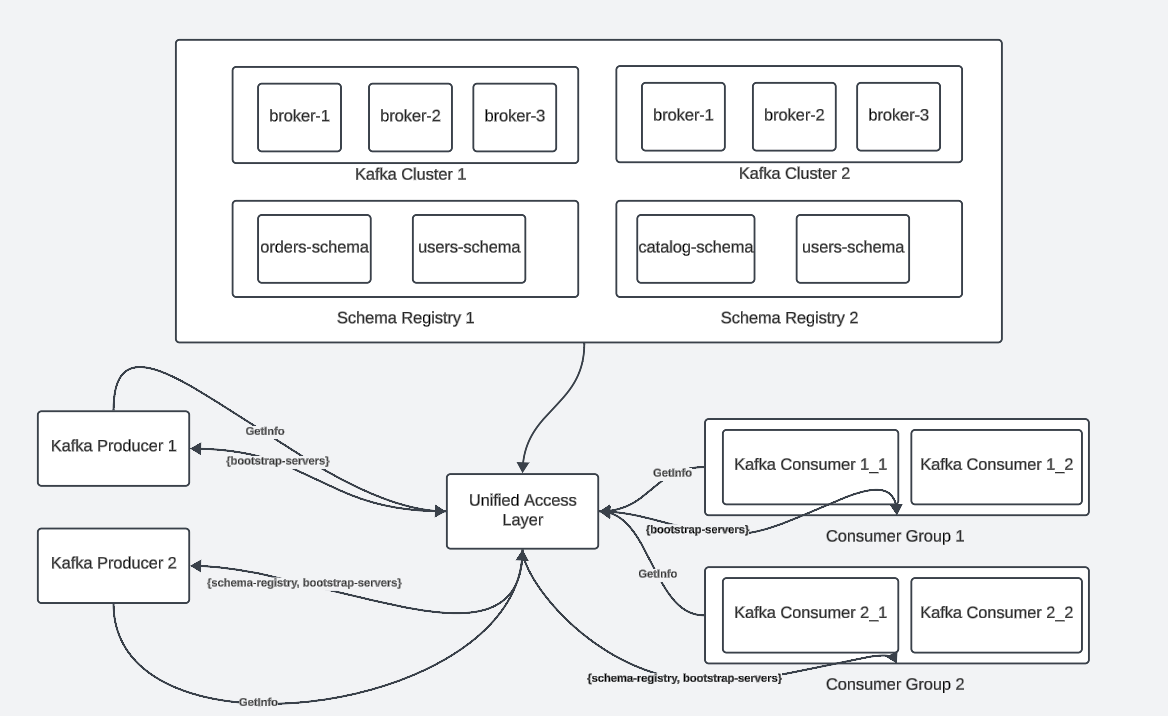 broker-1
broker-2
broker-3
Kafka Cluster 1
broker-1
broker-2
broker-3
Kafka Cluster 2
orders-schema
users-schema
Schema Registry 1
catalog-schema
users-schema
Schema Registry 2
Kafka Producer 1
GetInfo
{bootstrap-servers}
Kafka Producer 2
{schema-registry, bootstrap-servers}
GetInfo
Unified Access
Layer
GetInfo
{bootstrap-servers}
Kafka Consumer 1_1
Kafka Consumer 1_2
Consumer Group 1
GetInfo
{schema-registry, bootstrap-servers}
Kafka Consumer 2_1
Kafka Consumer 2_2
Consumer Group 2